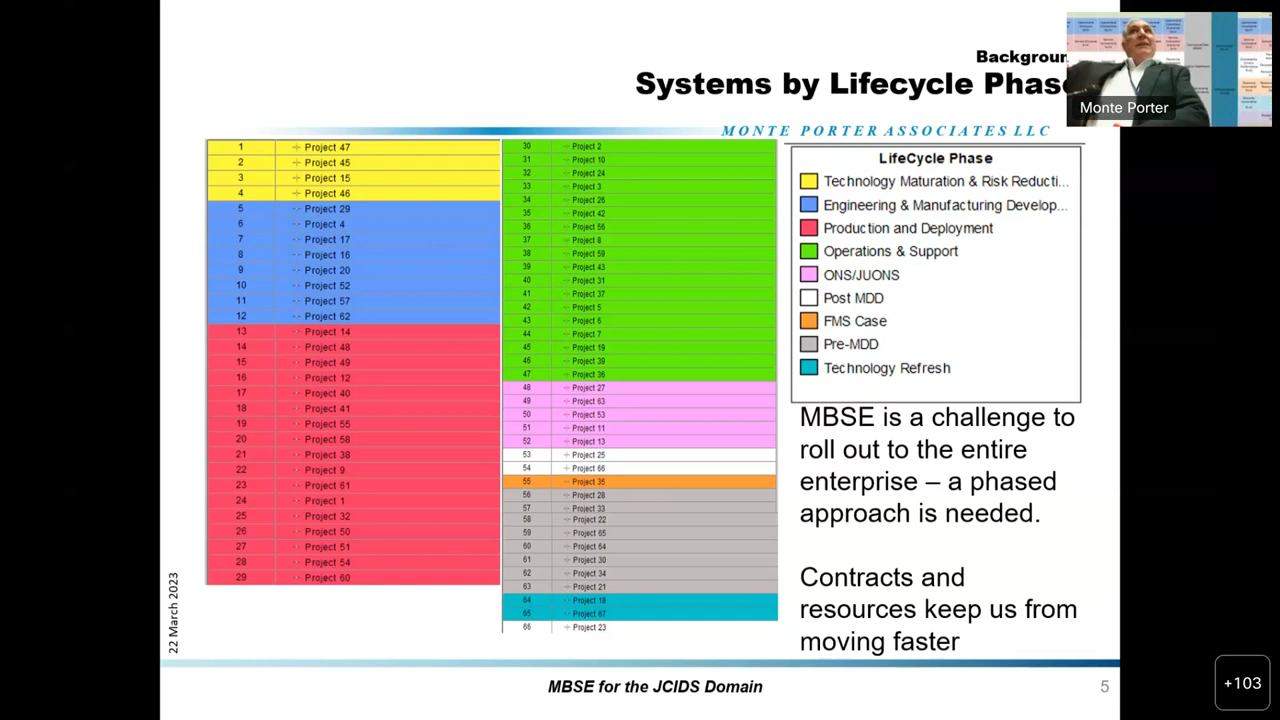 Background
Systems by Lifecycle Phase
Monte Porter
MONTE PORTER ASSOCIATES LLC
1 Project 47
2 Project 45
3 Project 15
4 Project 46
5 Project 29
6 Project 4
7 Project 17
8 Project 16
9 Project 20
10 Project 52
11 Project 57
12 Project 62
13 Project 14
14 Project 48
15 Project 49
16 Project 12
17 Project 40
18 Project 41
19 Project 55
20 Project 58
21 Project 38
22 Project 9
23 Project 61
24 Project 1
25 Project 32
26 Project 50
27 Project 51
28 Project 54
29 Project 60
30 Project 2
31 Project 10
32 Project 24
33 Project 3
34 Project 26
35 Project 42
36 Project 56
37 Project 8
38 Project 59
39 Project 43
40 Project 31
41 Project 37
42 Project 5
43 Project 6
44 Project 7
45 Project 19
46 Project 39
47 Project 36
48 Project 27
49 Project 63
50 Project 53
51 Project 11
52 Project 13
53 Project 25
54 Project 66
55 Project 35
56 Project 28
57 Project 33
58 Project 22
59 Project 65
60 Project 64
61 Project 30
62 Project 34
63 Project 21
64 Project 18
65 Project 67
66 Project 23
LifeCycle Phase
Technology Maturation & Risk Reducti...
Engineering & Manufacturing Develop...
Production and Deployment
Operations & Support
ONS/JUONS
Post MDD
FMS Case
Pre-MDD
Technology Refresh
MBSE is a challenge to
roll out to the entire
enterprise – a phased
approach is needed.
Contracts and
resources keep us from
moving faster
22 March 2023
MBSE for the JCIDS Domain
5
+103